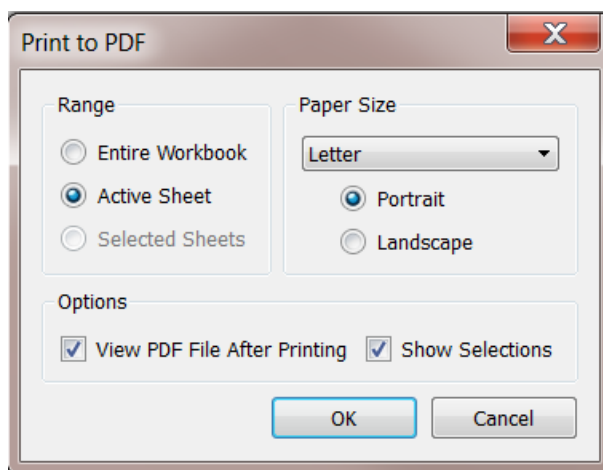 Print to PDF
Range
Entire Workbook
Active Sheet
Selected Sheets
Paper Size
Letter
Portrait
Landscape
Options
View PDF File After Printing Show Selections
OK Cancel